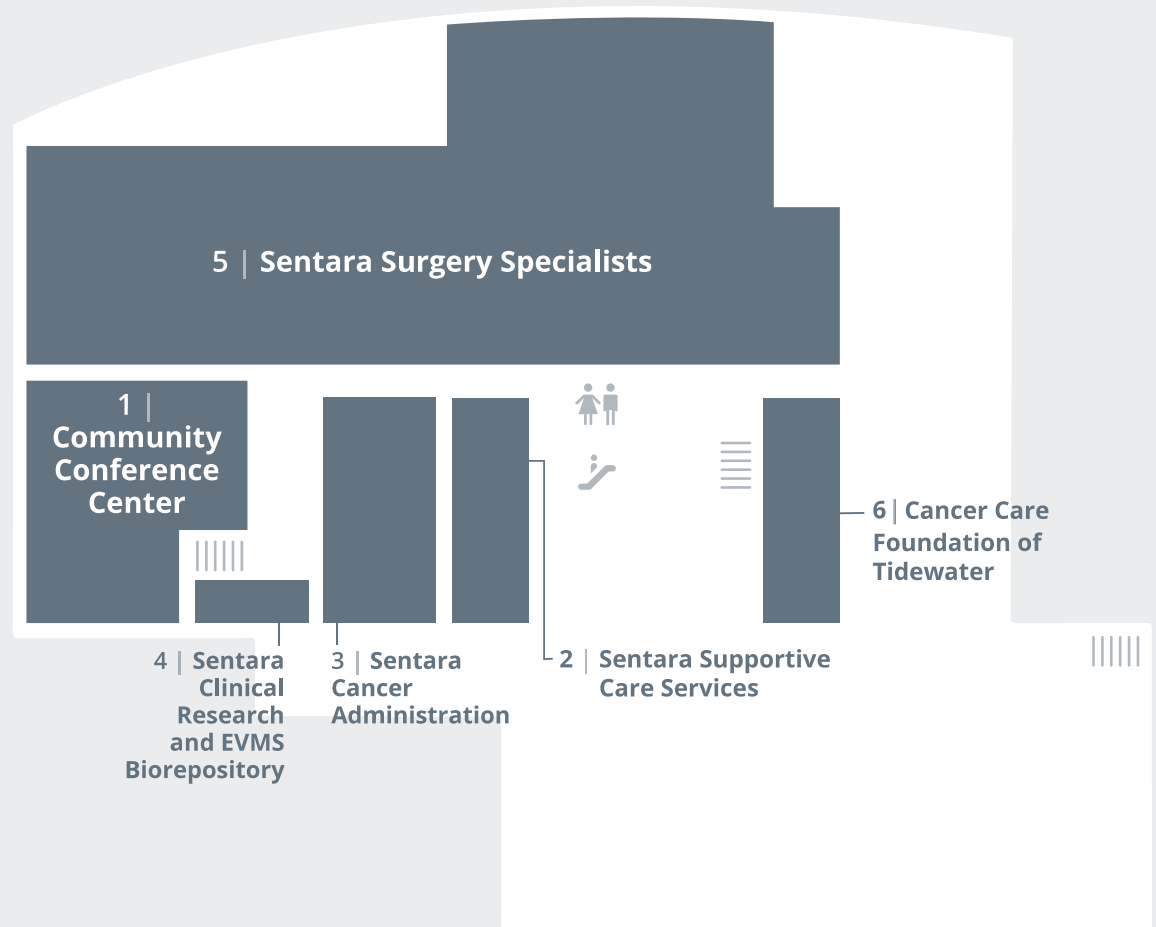 5 | Sentara Surgery Specialists
1 |
Community
Conference
Center
6 | Cancer Care
Foundation of
Tidewater
4 | Sentara
Clinical
Research
and EVMS
Biorepository
3 | Sentara
Cancer
Administration
2 | Sentara Supportive
Care Services